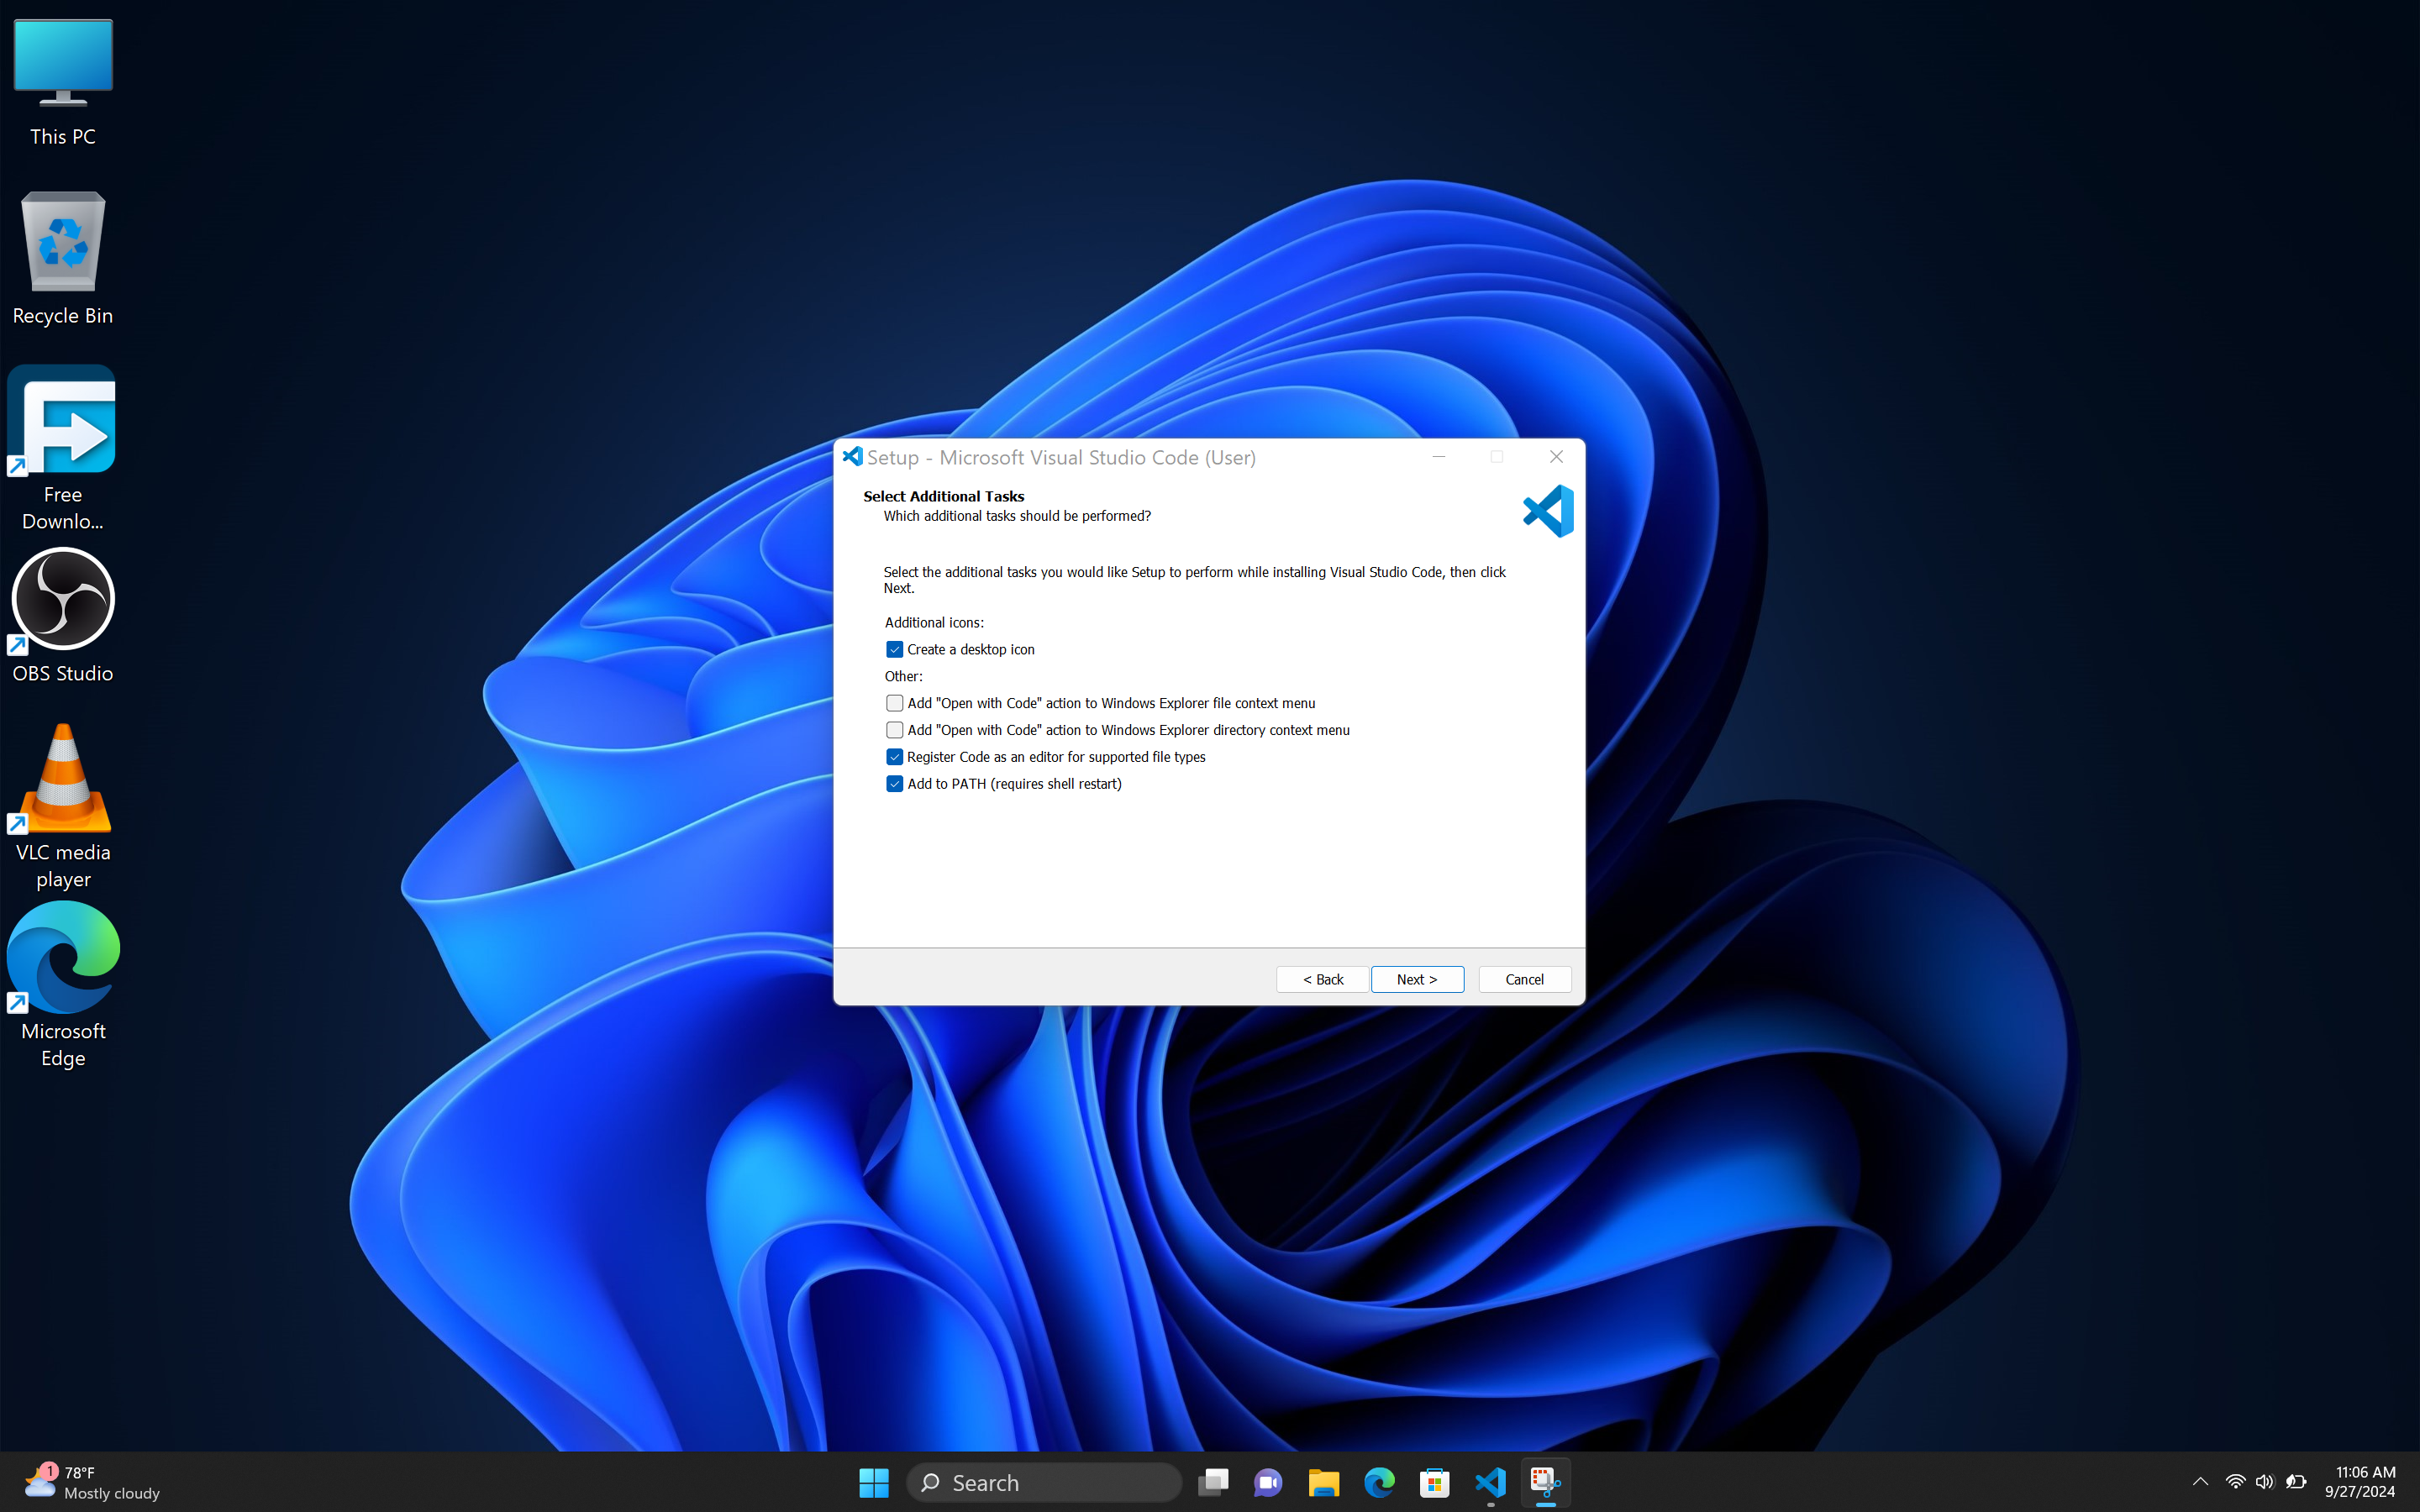 This PC
Recycle Bin
Free
Downlo...
OBS Studio
VLC media
player
Microsoft
Edge
Setup - Microsoft Visual Studio Code (User)
Select Additional Tasks
Which additional tasks should be performed?
Select the additional tasks you would like Setup to perform while installing Visual Studio Code, then click
Next.
Additional icons:
Create a desktop icon
Other:
Add "Open with Code" action to Windows Explorer file context menu
Add "Open with Code" action to Windows Explorer directory context menu
Register Code as an editor for supported file types
Add to PATH (requires shell restart)
< Back
Next >
Cancel
1
78°F
Mostly cloudy
Search
11:06 AM
9/27/2024